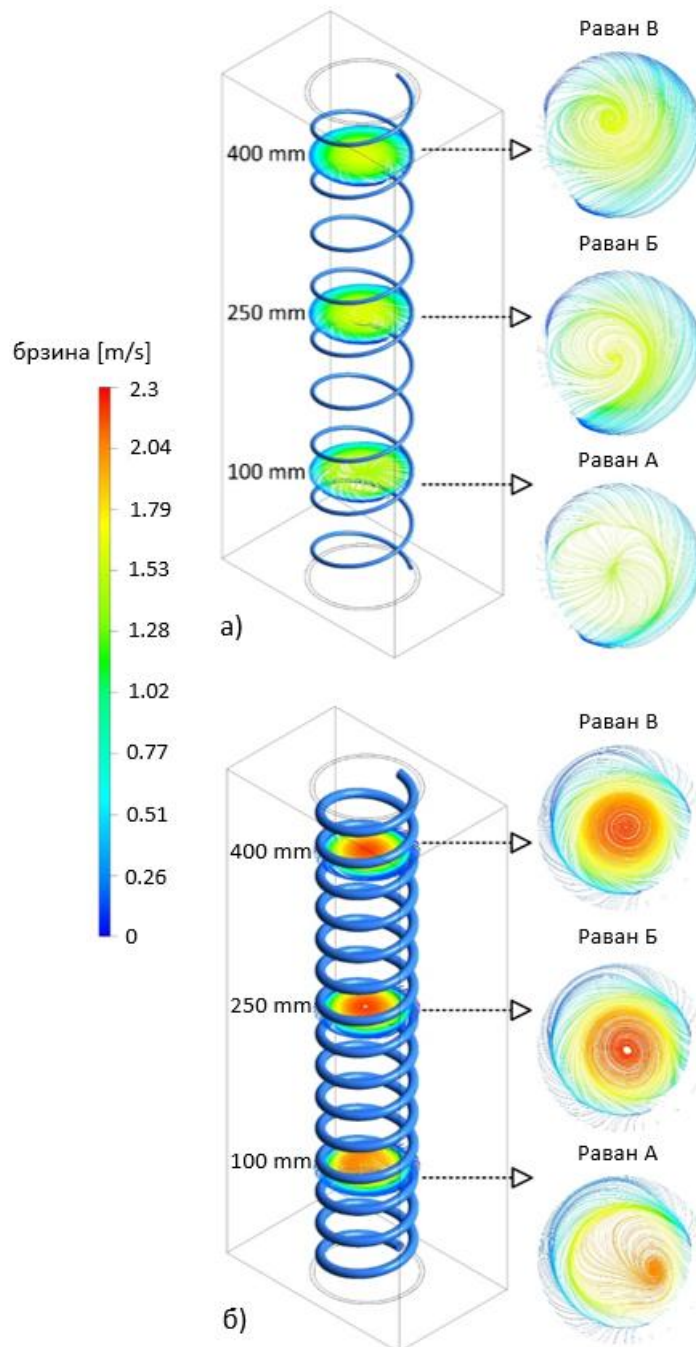 Раван В
400 mm
Раван Б
250 mm
брзина [m/s]
2.3
2.04
1.79
1.53
1.28
1.02
0.77
0.51
0.26
0
Раван А
100 mm
а)
Раван В
400 mm
Раван Б
250 mm
Раван А
100 mm
б)